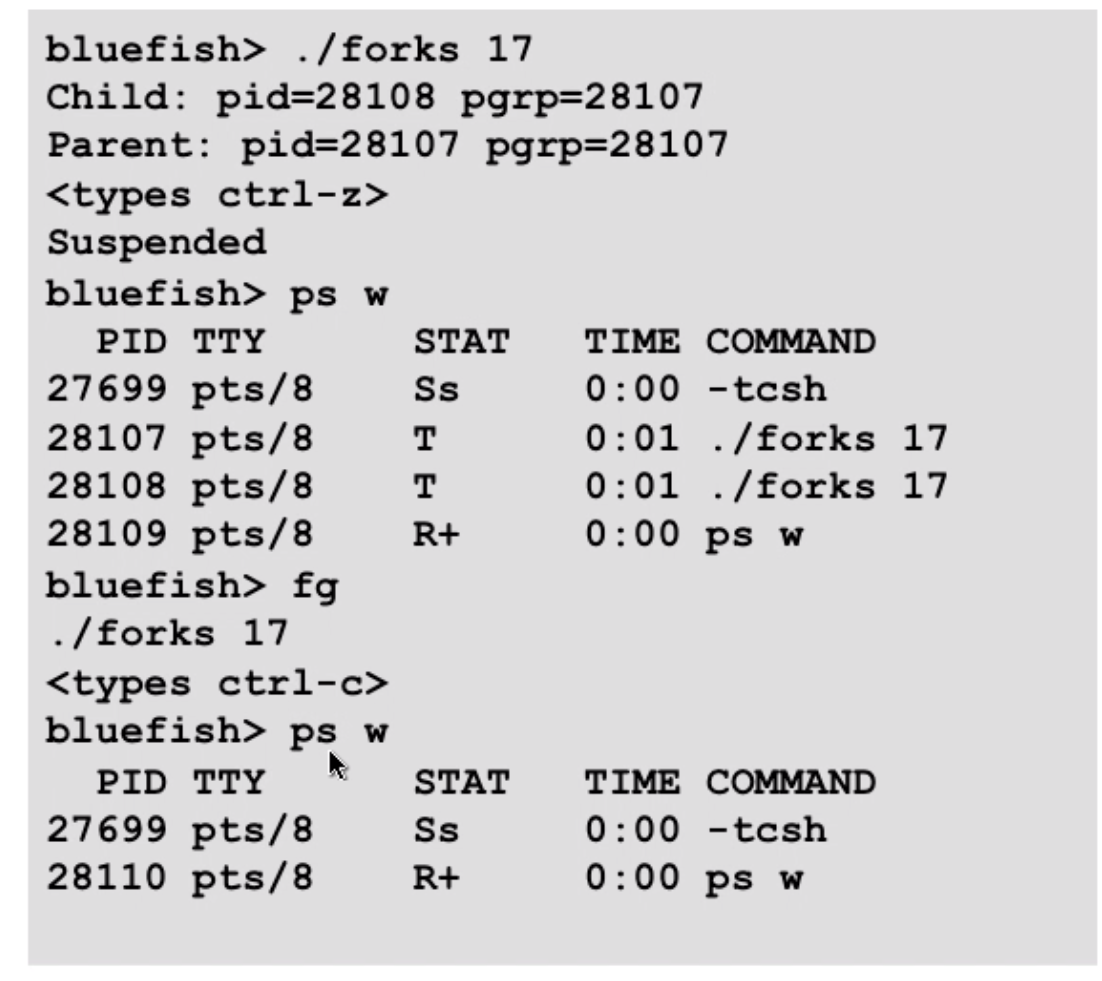 bluefish> ./forks 17
Child: pid=28108 pgrp=28107
Parent: pid=28107 pgrp=28107
<types ctrl-z>
Suspended
bluefish> ps w
  PID TTY      STAT   TIME COMMAND
27699 pts/8    Ss     0:00 -tcsh
28107 pts/8    T      0:01 ./forks 17
28108 pts/8    T      0:01 ./forks 17
28109 pts/8    R+     0:00 ps w
bluefish> fg
./forks 17
<types ctrl-c>
bluefish> ps w
  PID TTY      STAT   TIME COMMAND
27699 pts/8    Ss     0:00 -tcsh
28110 pts/8    R+     0:00 ps w